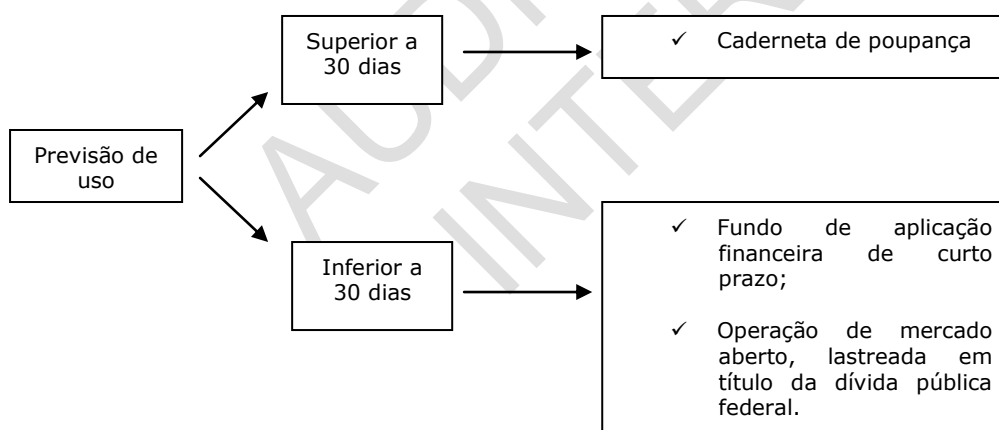 Superior a
30 dias
✓ Caderneta de poupança
Previsão de
uso
Inferior a
30 dias
✓ Fundo de aplicação
financeira de curto
prazo;
✓ Operação de mercado
aberto, lastreada em
título da dívida pública
federal.